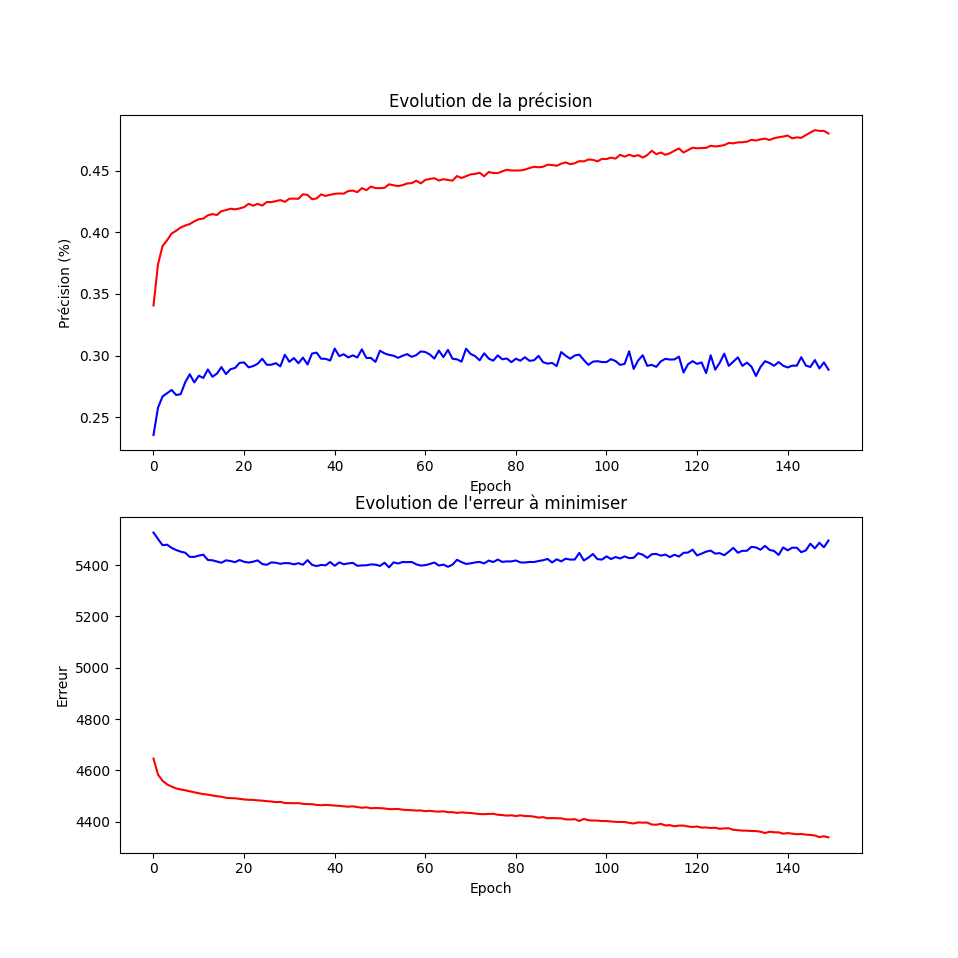 Evolution de la précision
0.45
0.40
0.35
0.30
0.25
Précision (%)
0 20 40 60 80 100 120 140
Epoch
Evolution de l'erreur à minimiser
5400
5200
5000
4800
4600
4400
Erreur
0 20 40 60 80 100 120 140
Epoch